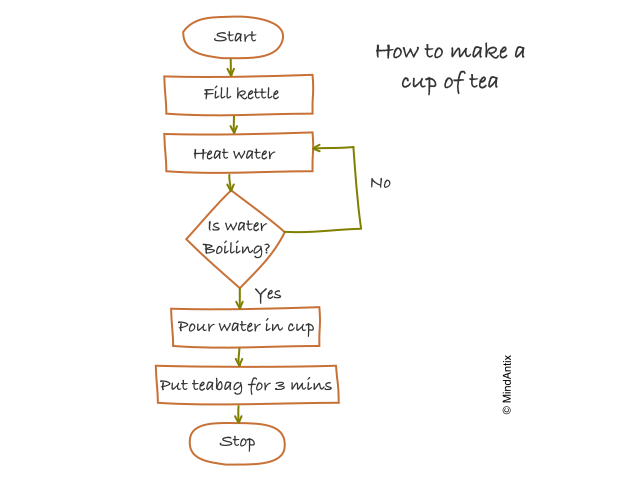 Start
How to make a
cup of tea
Fill kettle
Heat water
No
Is water
Boiling?
Yes
Pour water in cup
Put teabag for 3 mins
Stop
© MindAntix